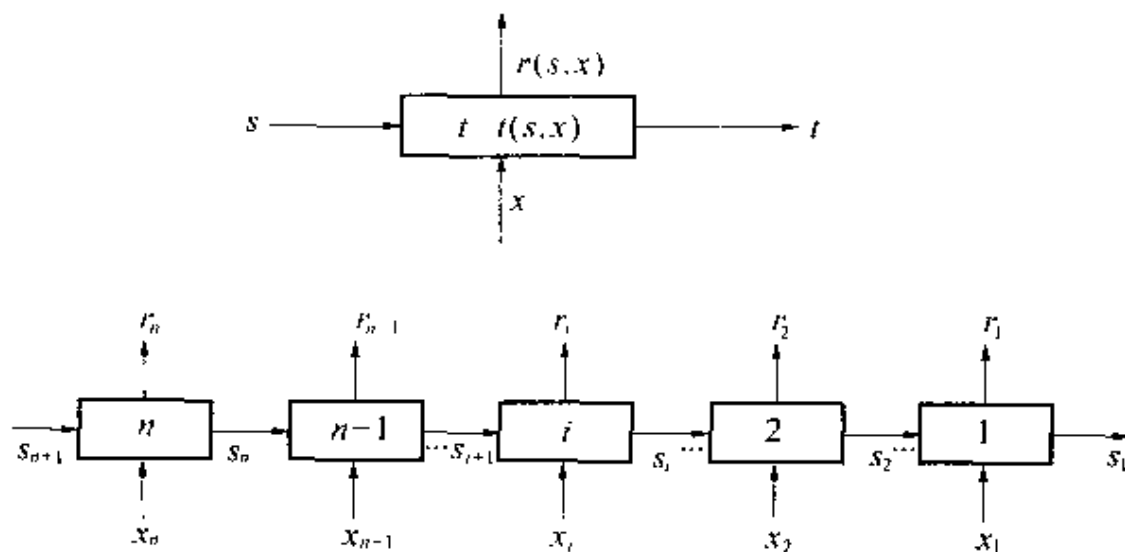 r(s,x)
s t t(s,x) t
x
r_n r_{n-1} r_i r_2 r_1
n n-1 i 2 1
s_{n+1} s_n ...s_{i+1} s_i... s_2... s_1
x_n x_{n-1} x_i x_2 x_1